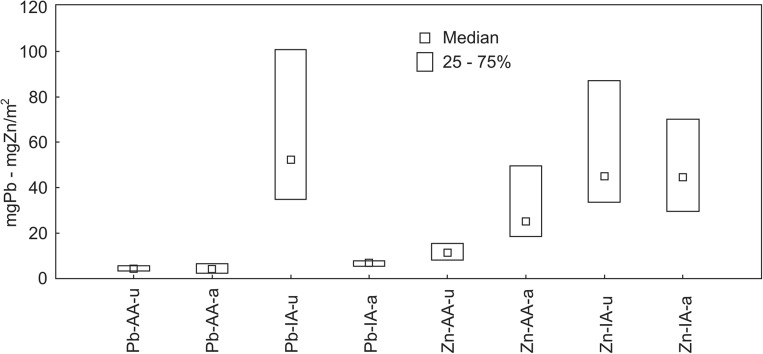 120
100
80
60
40
20
0
mgPb - mgZn/m²
Median
25 - 75%
Pb-AA-u
Pb-AA-a
Pb-IA-u
Pb-IA-a
Zn-AA-u
Zn-AA-a
Zn-IA-u
Zn-IA-a